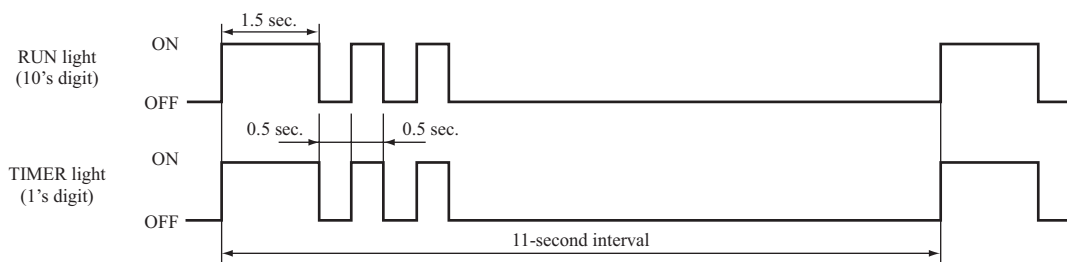 1.5 sec.
ON
RUN light
(10’s digit)
OFF
0.5 sec.
0.5 sec.
ON
TIMER light
(1’s digit)
OFF
11-second interval